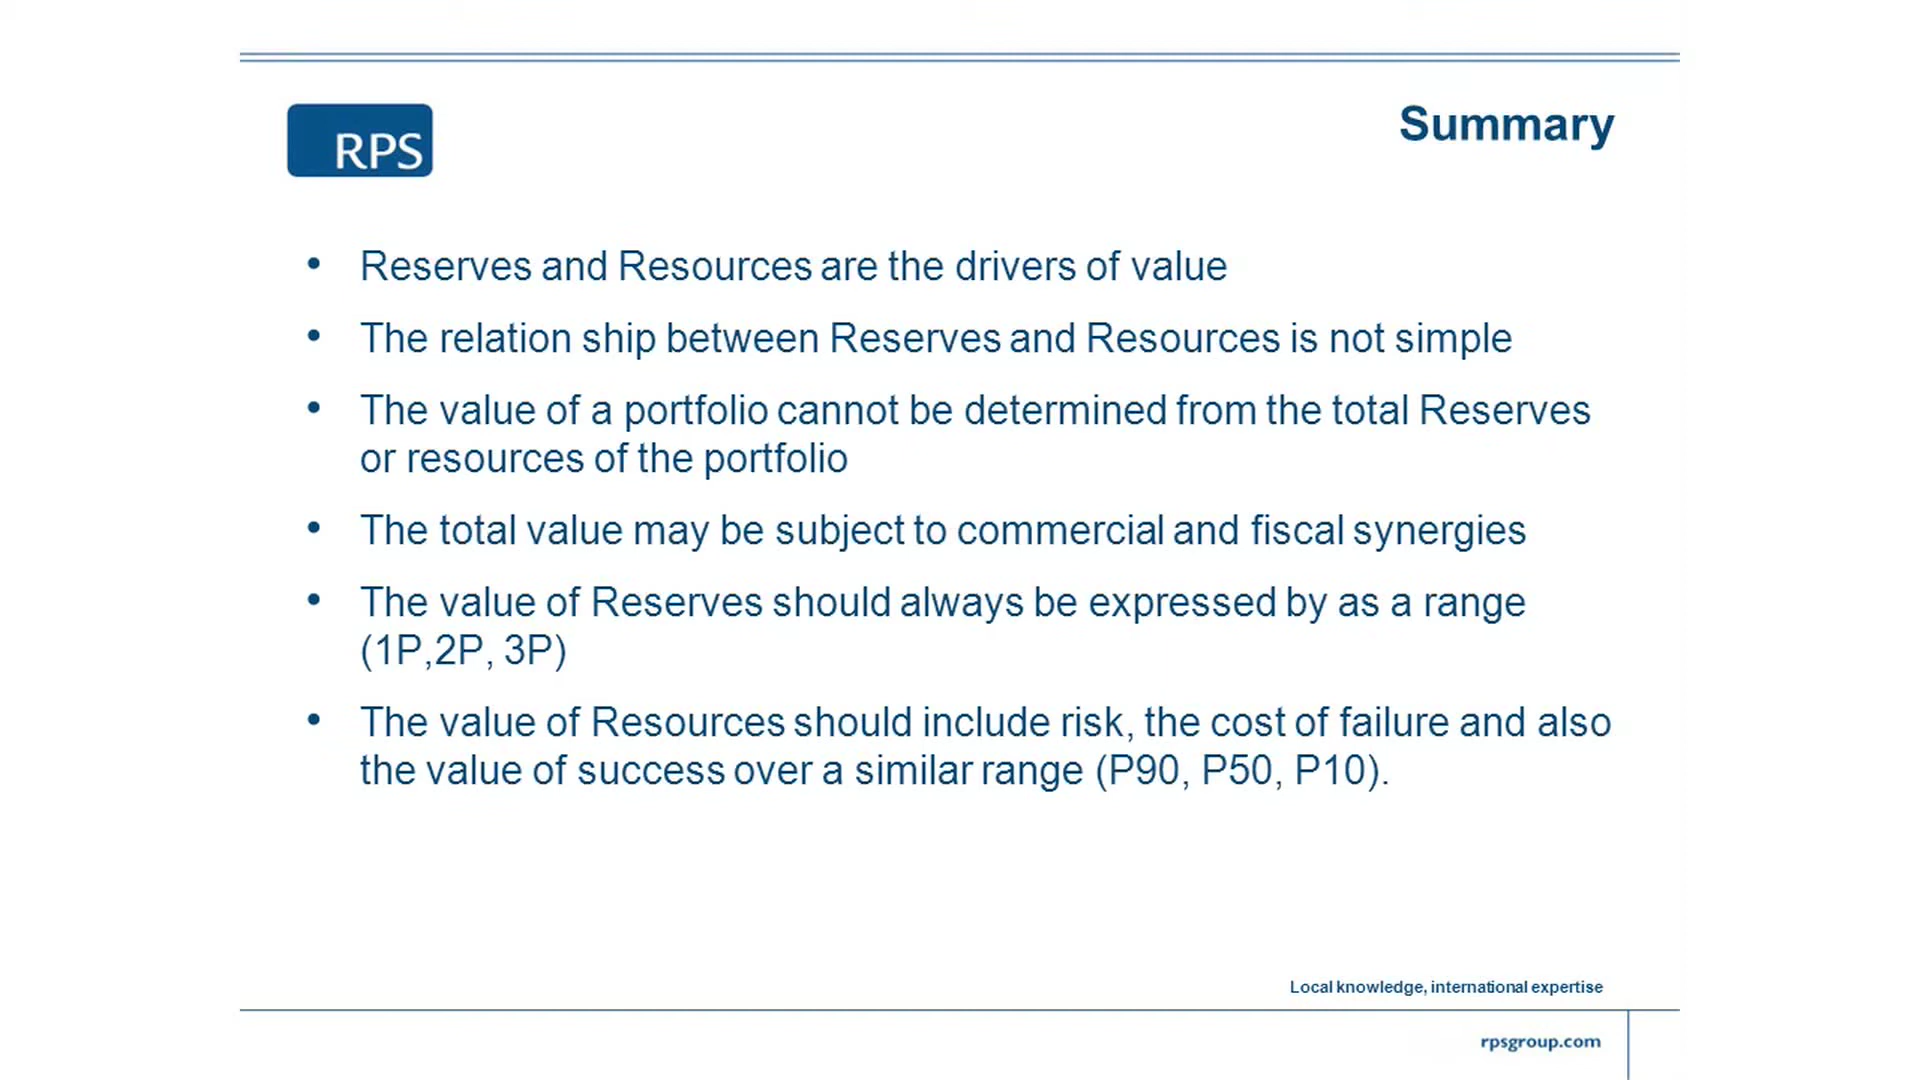 RPS
Summary
• Reserves and Resources are the drivers of value
• The relation ship between Reserves and Resources is not simple
• The value of a portfolio cannot be determined from the total Reserves
or resources of the portfolio
• The total value may be subject to commercial and fiscal synergies
• The value of Reserves should always be expressed by as a range
(1P,2P, 3P)
• The value of Resources should include risk, the cost of failure and also
the value of success over a similar range (P90, P50, P10).
Local knowledge, international expertise
rpsgroup.com